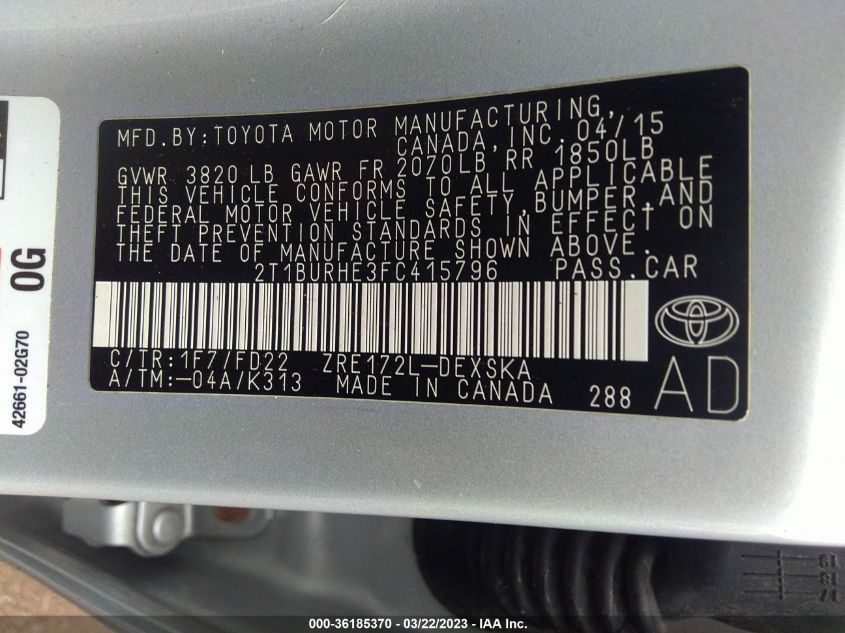 MFD.BY:TOYOTA MOTOR MANUFACTURING,
CANADA,INC.04/15
GVWR 3820 LB GAWR FR 2070LB RR 1850LB
THIS VEHICLE CONFORMS TO ALL APPLICABLE
FEDERAL MOTOR VEHICLE SAFETY,BUMPER,AND
THEFT PREVENTION STANDARDS IN EFFECT ON
THE DATE OF MANUFACTURE SHOWN ABOVE.
2T1BURHE3FC415796 PASS.CAR
C/TR:1F7/FD22 ZRE172L-DEXSKA
A/TM:-04A/K313 MADE IN CANADA 288 AD
0G
42661-02G70
000-36185370 - 03/22/2023 - IAA Inc.